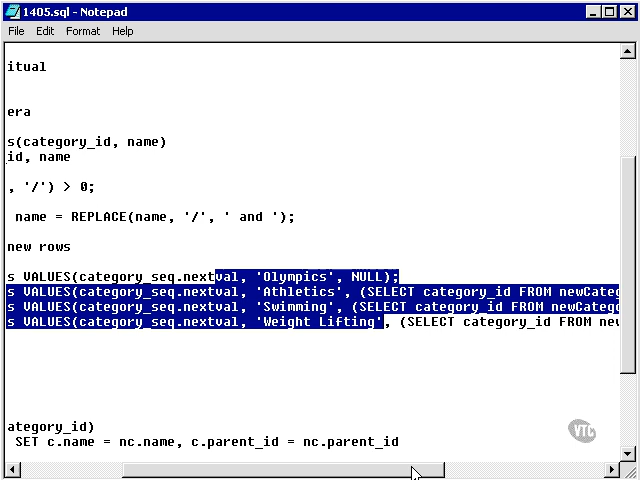 1405.sql - Notepad
File Edit Format Help
itual
era
s(category_id, name)
id, name
, '/') > 0;
name = REPLACE(name, '/', ' and ');
new rows
s VALUES(category_seq.nextval, 'Olympics', NULL);
s VALUES(category_seq.nextval, 'Athletics', (SELECT category_id FROM newCateg
s VALUES(category_seq.nextval, 'Swimming', (SELECT category_id FROM newCatego
s VALUES(category_seq.nextval, 'Weight Lifting', (SELECT category_id FROM new
ategory_id)
SET c.name = nc.name, c.parent_id = nc.parent_id
VTC